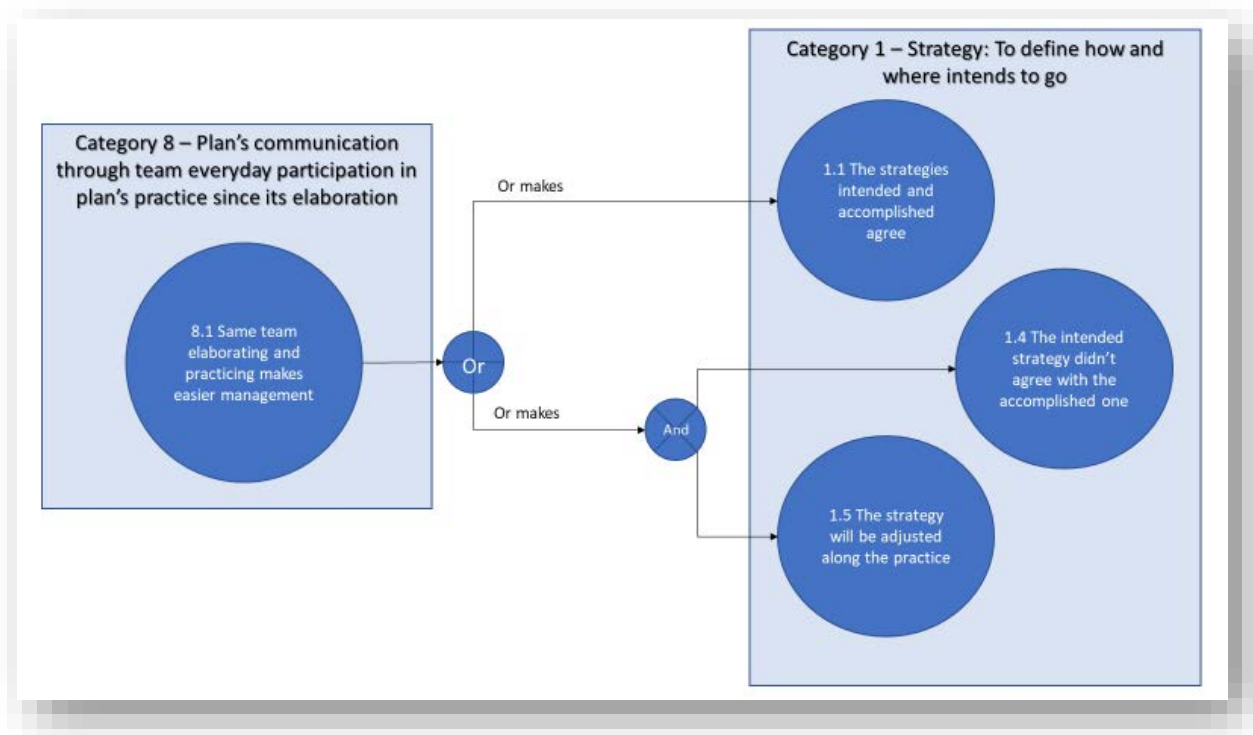 Category 8 – Plan's communication
through team everyday participation in
plan's practice since its elaboration
8.1 Same team
elaborating and
practicing makes
easier management
Or
Or makes
Or makes
And
Category 1 – Strategy: To define how and
where intends to go
1.1 The strategies
intended and
accomplished
agree
1.4 The intended
strategy didn't
agree with the
accomplished one
1.5 The strategy
will be adjusted
along the practice